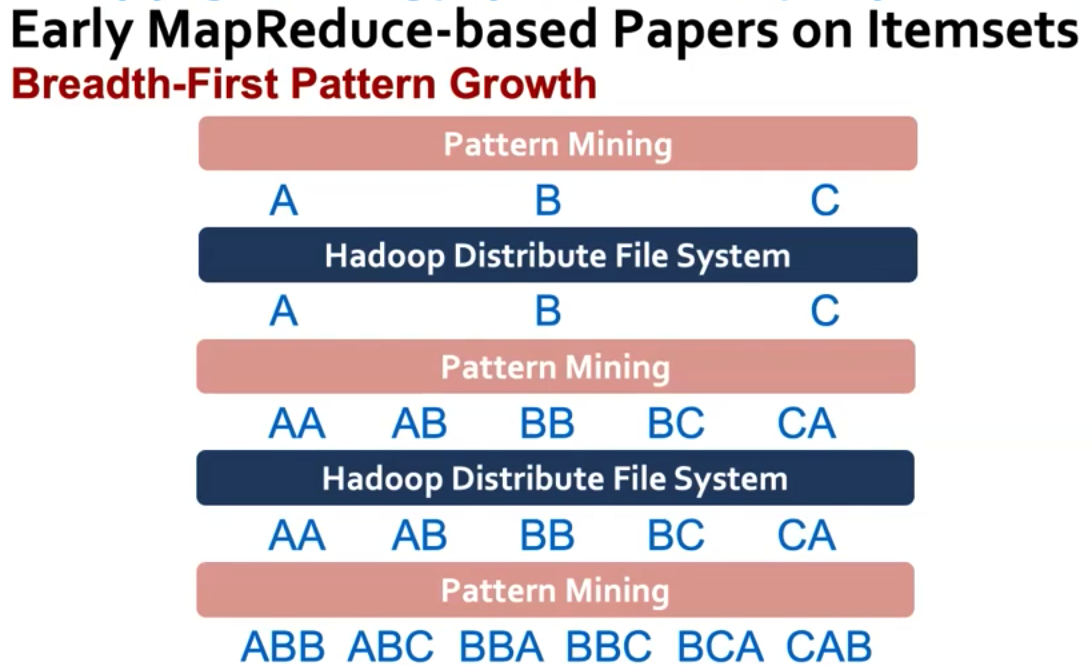 Early MapReduce-based Papers on Itemsets
Breadth-First Pattern Growth
Pattern Mining
A B C
Hadoop Distribute File System
A B C
Pattern Mining
AA AB BB BC CA
Hadoop Distribute File System
AA AB BB BC CA
Pattern Mining
ABB ABC BBA BBC BCA CAB